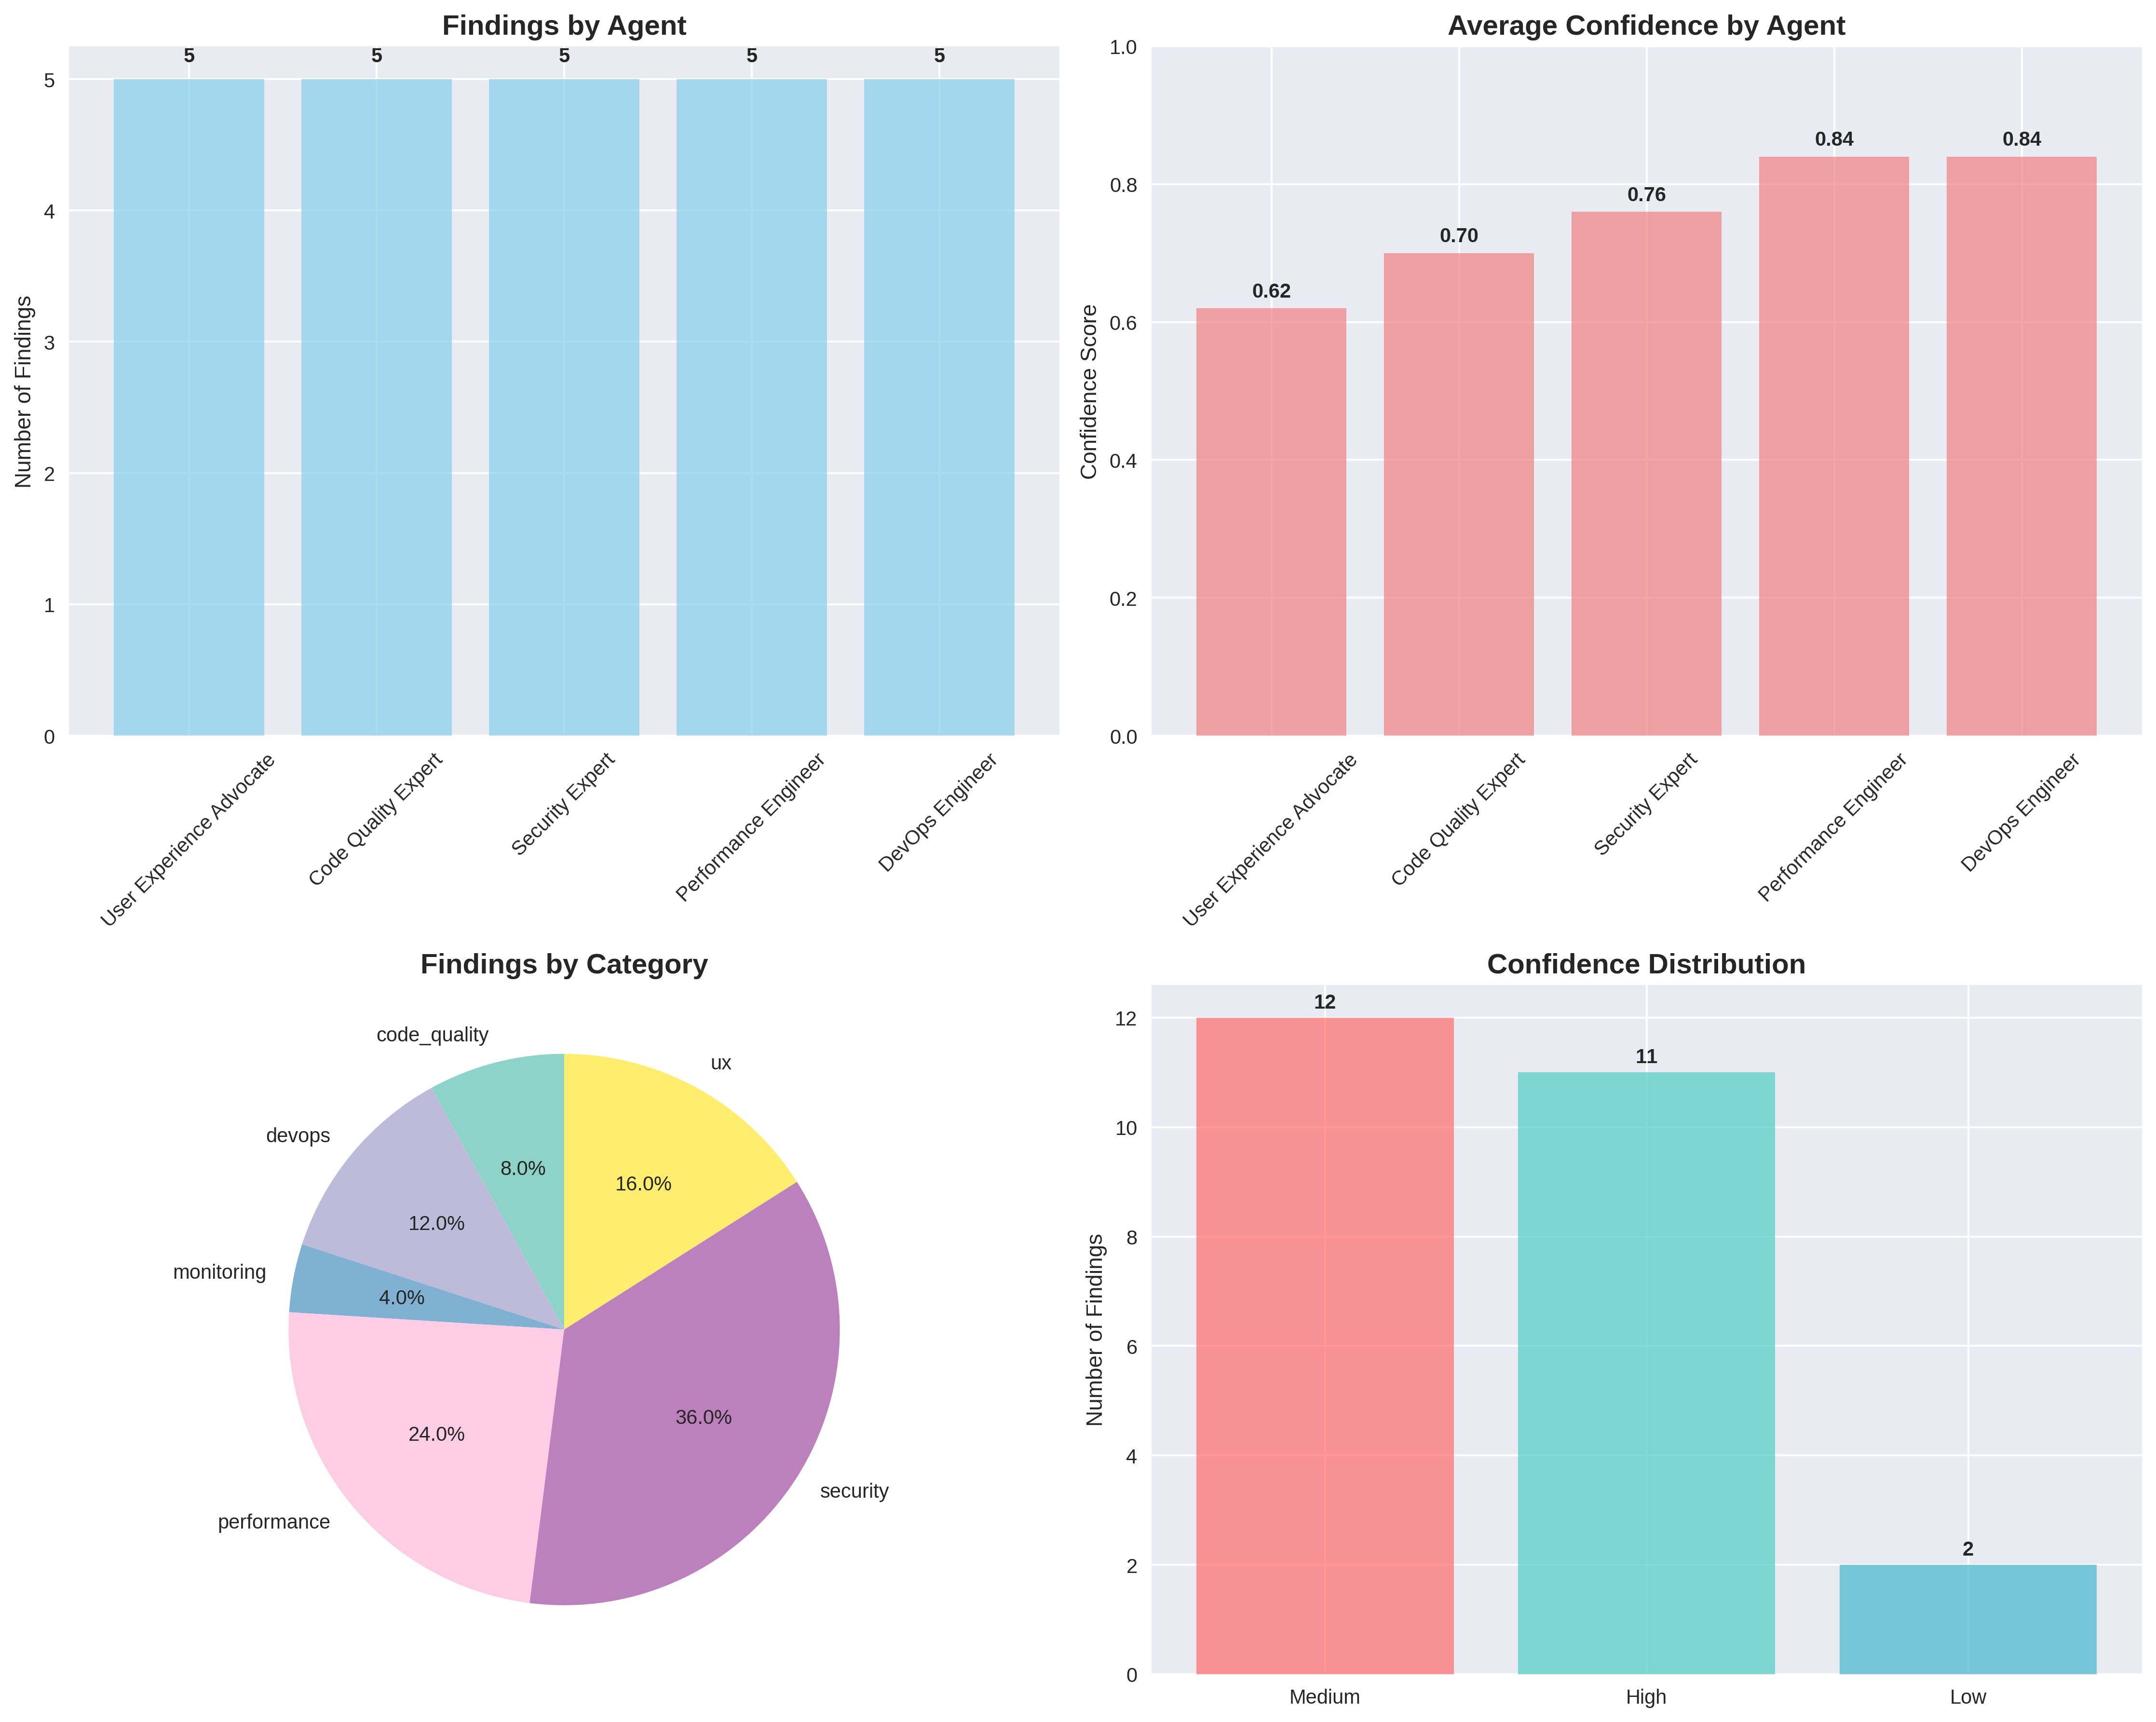 Findings by Agent
Number of Findings
5
4
3
2
1
0
5
5
5
5
5
User Experience Advocate
Code Quality Expert
Security Expert
Performance Engineer
DevOps Engineer
Average Confidence by Agent
Confidence Score
1.0
0.8
0.6
0.4
0.2
0.0
0.62
0.70
0.76
0.84
0.84
User Experience Advocate
Code Quality Expert
Security Expert
Performance Engineer
DevOps Engineer
Findings by Category
code_quality
8.0%
ux
16.0%
devops
12.0%
monitoring
4.0%
performance
24.0%
security
36.0%
Confidence Distribution
Number of Findings
12
10
8
6
4
2
0
12
11
2
Medium
High
Low